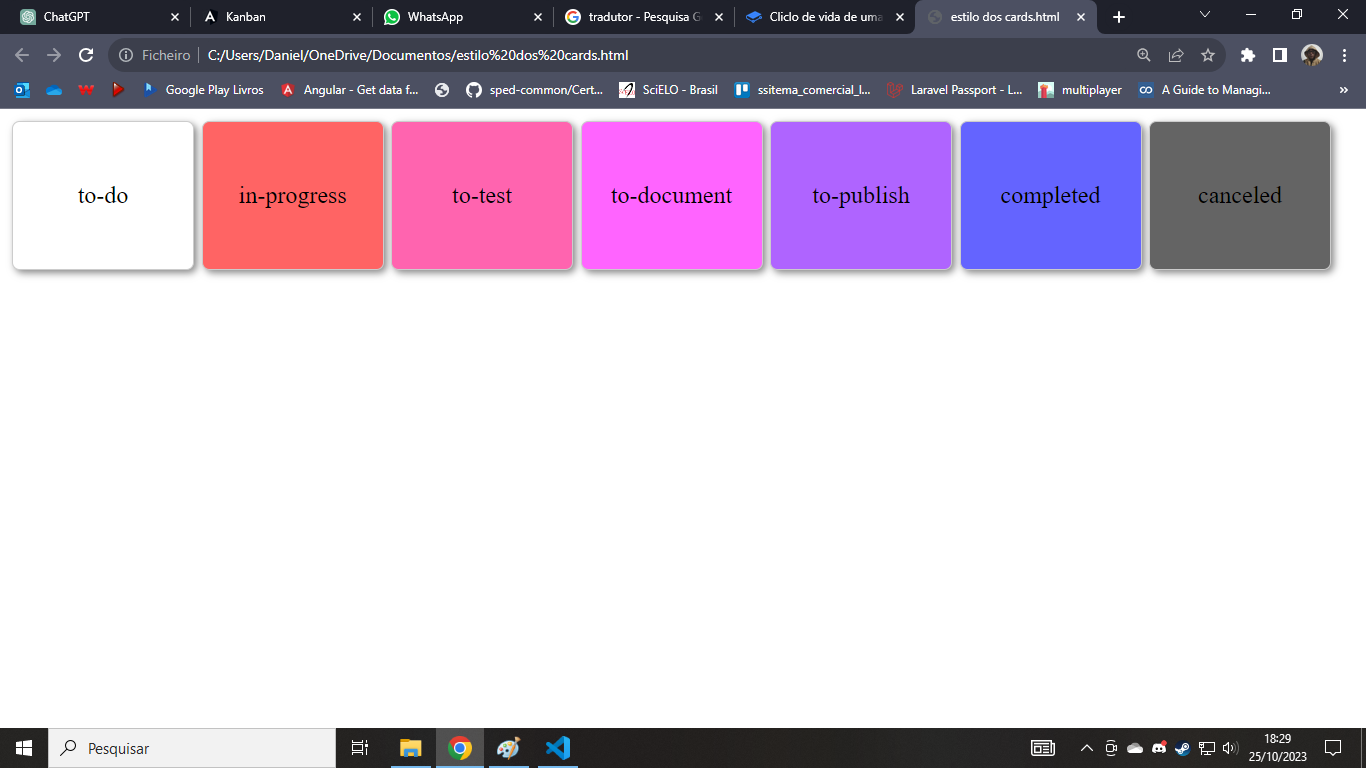 ChatGPT
Kanban
WhatsApp
tradutor - Pesquisa G
Cliclo de vida de uma
estilo dos cards.html
Ficheiro
C:/Users/Daniel/OneDrive/Documentos/estilo%20dos%20cards.html
Google Play Livros
Angular - Get data f...
sped-common/Cert...
SciELO - Brasil
ssitema_comercial_l...
Laravel Passport - L...
multiplayer
A Guide to Managi...
»
to-do
in-progress
to-test
to-document
to-publish
completed
canceled
Pesquisar
18:29
25/10/2023